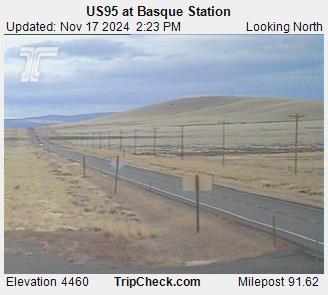 US95 at Basque Station
Updated: Nov 17 2024 2:23 PM Looking North
Elevation 4460 TripCheck.com Milepost 91.62